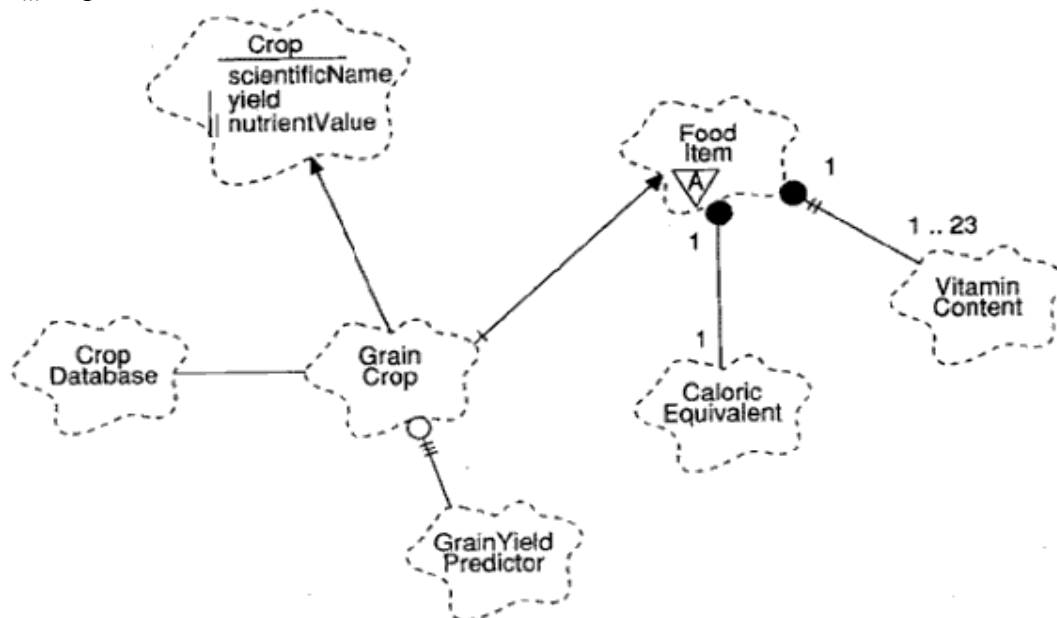 Crop
scientificName
yield
nutrientValue
Food
Item
A
1
1
1 .. 23
Vitamin
Content
1
Crop
Database
Grain
Crop
Caloric
Equivalent
GrainYield
Predictor